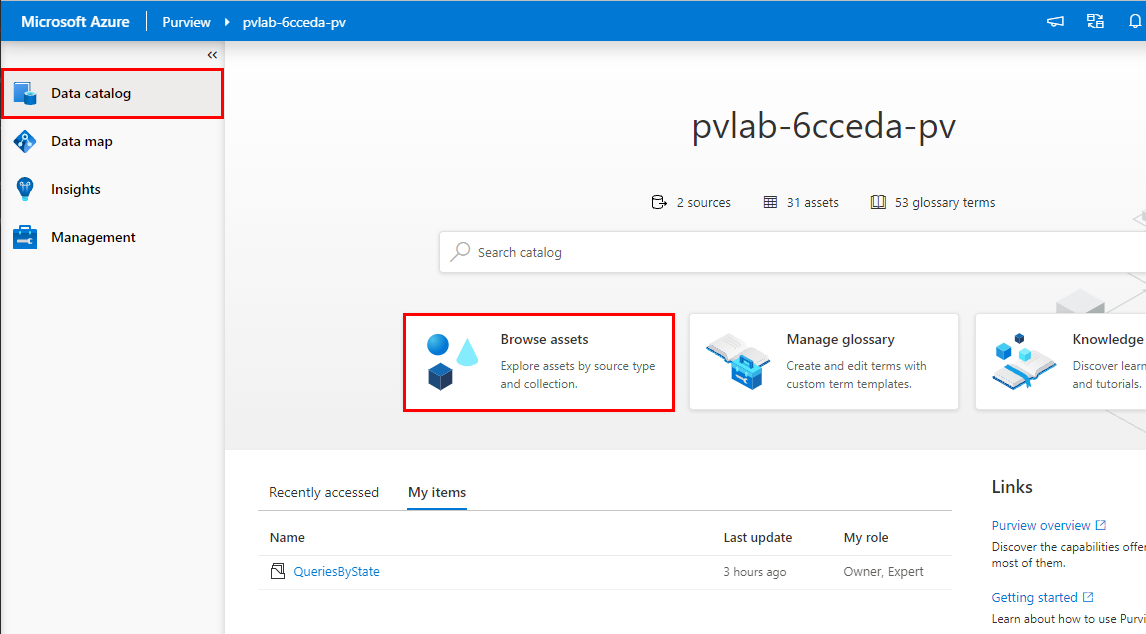 Microsoft Azure Purview pvlab-6cceda-pv
«
Data catalog
Data map
Insights
Management
pvlab-6cceda-pv
2 sources 31 assets 53 glossary terms
Search catalog
Browse assets
Explore assets by source type
and collection.
Manage glossary
Create and edit terms with
custom term templates.
Knowledge
Discover learn
and tutorials.
Recently accessed My items
Name Last update My role
QueriesByState 3 hours ago Owner, Expert
Links
Purview overview
Discover the capabilities offe
most of them.
Getting started
Learn about how to use Purvi